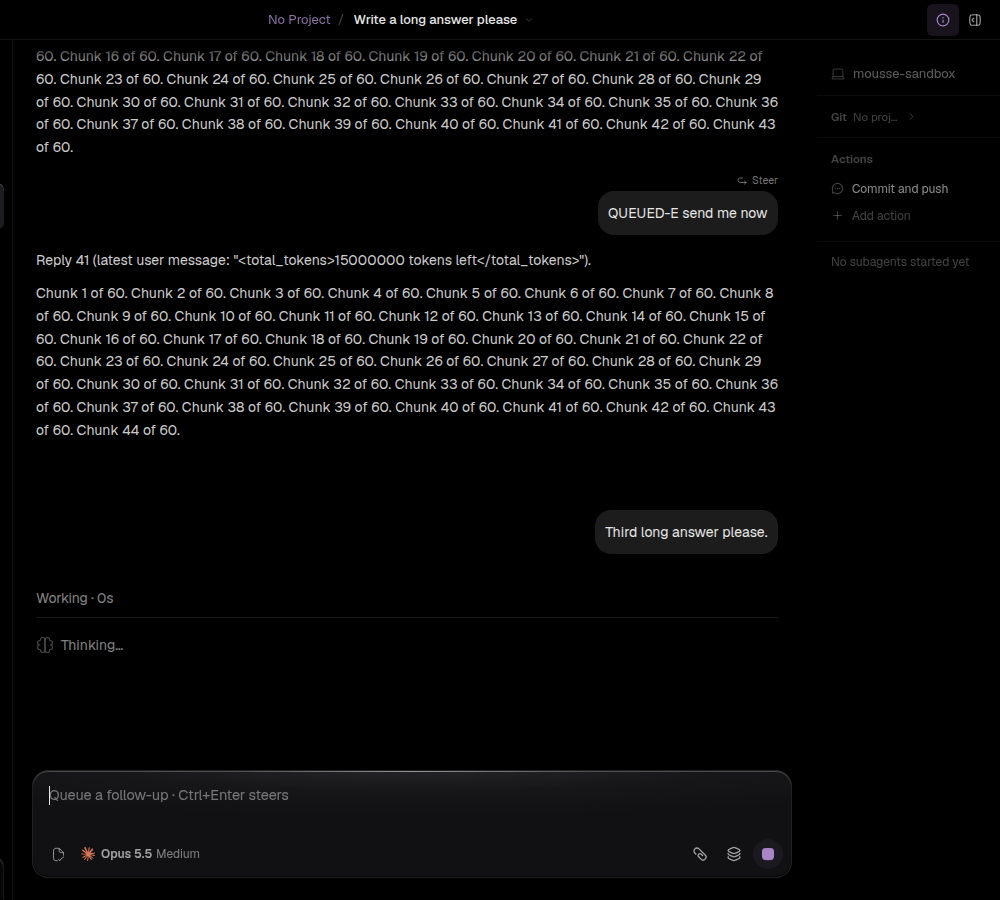 No Project / Write a long answer please
60. Chunk 16 of 60. Chunk 17 of 60. Chunk 18 of 60. Chunk 19 of 60. Chunk 20 of 60. Chunk 21 of 60. Chunk 22 of
60. Chunk 23 of 60. Chunk 24 of 60. Chunk 25 of 60. Chunk 26 of 60. Chunk 27 of 60. Chunk 28 of 60. Chunk 29
of 60. Chunk 30 of 60. Chunk 31 of 60. Chunk 32 of 60. Chunk 33 of 60. Chunk 34 of 60. Chunk 35 of 60. Chunk 36
of 60. Chunk 37 of 60. Chunk 38 of 60. Chunk 39 of 60. Chunk 40 of 60. Chunk 41 of 60. Chunk 42 of 60. Chunk 43
of 60.
Steer
QUEUED-E send me now
Reply 41 (latest user message: "<total_tokens>15000000 tokens left</total_tokens>").
Chunk 1 of 60. Chunk 2 of 60. Chunk 3 of 60. Chunk 4 of 60. Chunk 5 of 60. Chunk 6 of 60. Chunk 7 of 60. Chunk 8
of 60. Chunk 9 of 60. Chunk 10 of 60. Chunk 11 of 60. Chunk 12 of 60. Chunk 13 of 60. Chunk 14 of 60. Chunk 15 of
60. Chunk 16 of 60. Chunk 17 of 60. Chunk 18 of 60. Chunk 19 of 60. Chunk 20 of 60. Chunk 21 of 60. Chunk 22 of
60. Chunk 23 of 60. Chunk 24 of 60. Chunk 25 of 60. Chunk 26 of 60. Chunk 27 of 60. Chunk 28 of 60. Chunk 29
of 60. Chunk 30 of 60. Chunk 31 of 60. Chunk 32 of 60. Chunk 33 of 60. Chunk 34 of 60. Chunk 35 of 60. Chunk 36
of 60. Chunk 37 of 60. Chunk 38 of 60. Chunk 39 of 60. Chunk 40 of 60. Chunk 41 of 60. Chunk 42 of 60. Chunk 43
of 60. Chunk 44 of 60.
Third long answer please.
Working · 0s
Thinking...
Queue a follow-up · Ctrl+Enter steers
Opus 5.5 Medium
mousse-sandbox
Git No proj...
Actions
Commit and push
Add action
No subagents started yet